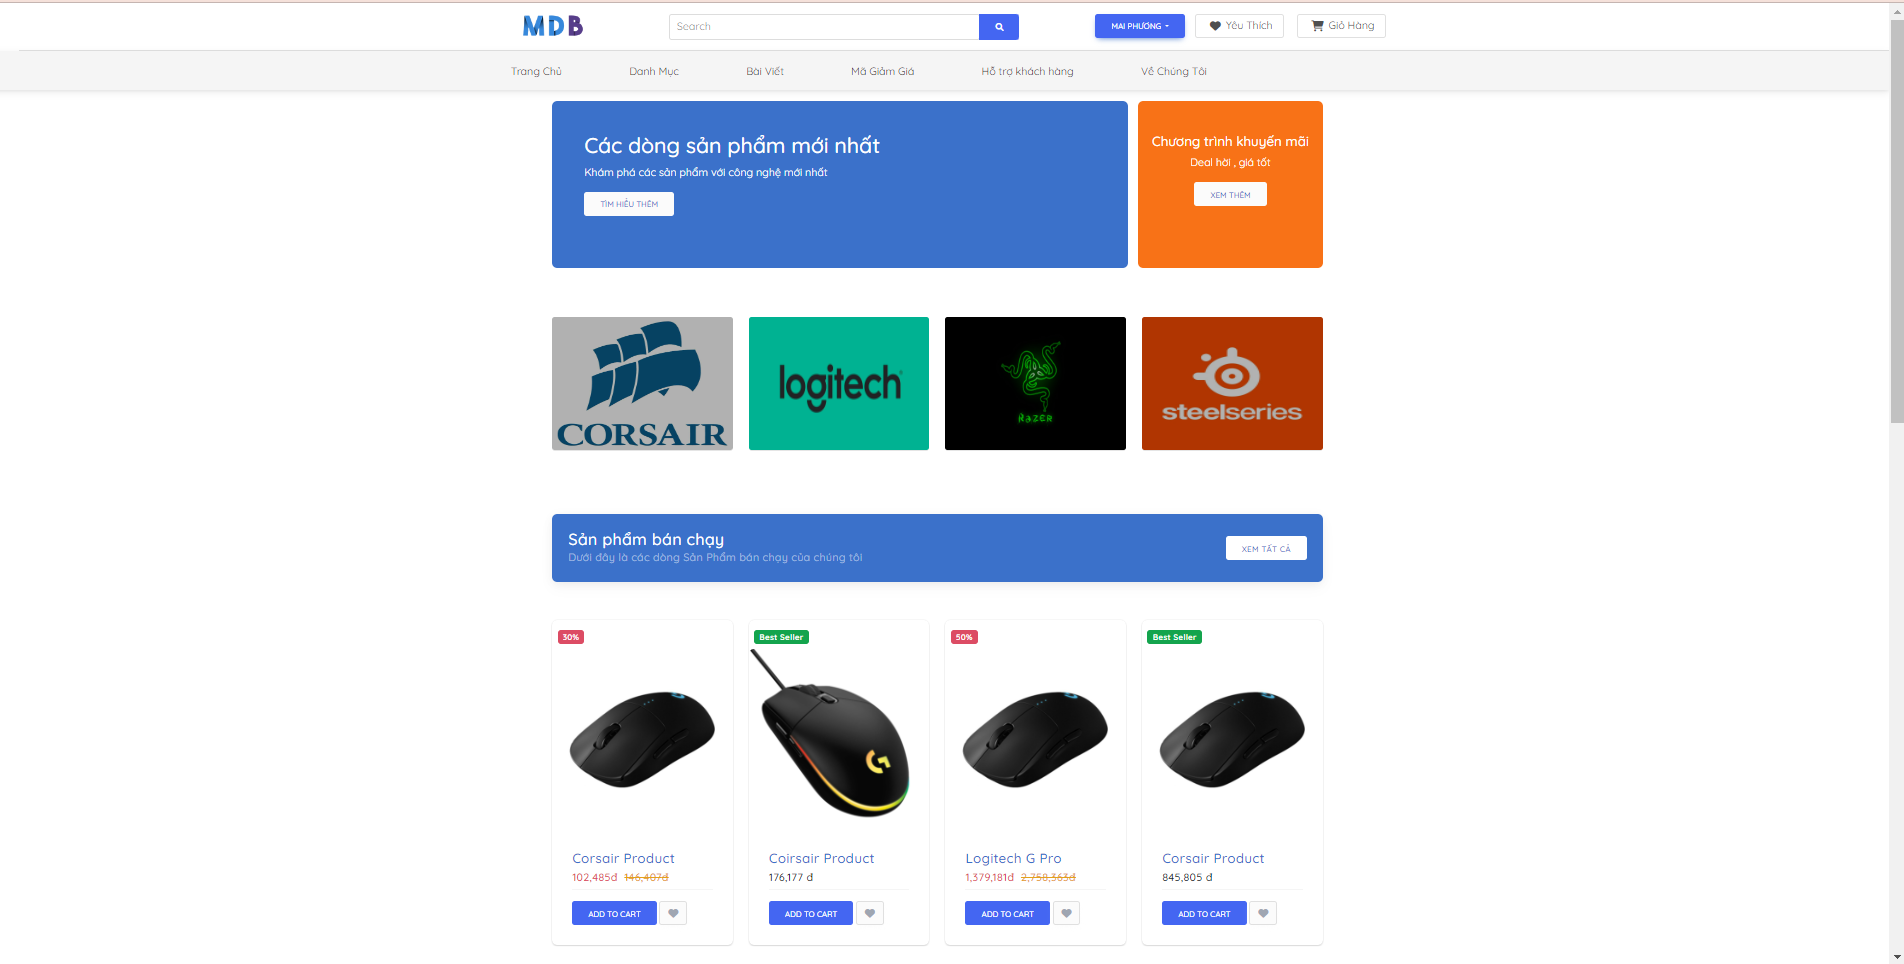 MDB
Search
MAI PHƯƠNG
Yêu Thích
Giỏ Hàng
Trang Chủ
Danh Mục
Bài Viết
Mã Giảm Giá
Hỗ trợ khách hàng
Về Chúng Tôi
Các dòng sản phẩm mới nhất
Khám phá các sản phẩm với công nghệ mới nhất
TÌM HIỂU THÊM
Chương trình khuyến mãi
Deal hời , giá tốt
XEM THÊM
CORSAIR
logitech
RAZER
steelseries
Sản phẩm bán chạy
Dưới đây là các dòng Sản Phẩm bán chạy của chúng tôi
XEM TẤT CẢ
30%
Best Seller
50%
Best Seller
Corsair Product
102,485đ 146,407đ
ADD TO CART
Coirsair Product
176,177 đ
ADD TO CART
Logitech G Pro
1,379,181đ 2,758,363đ
ADD TO CART
Corsair Product
845,805 đ
ADD TO CART